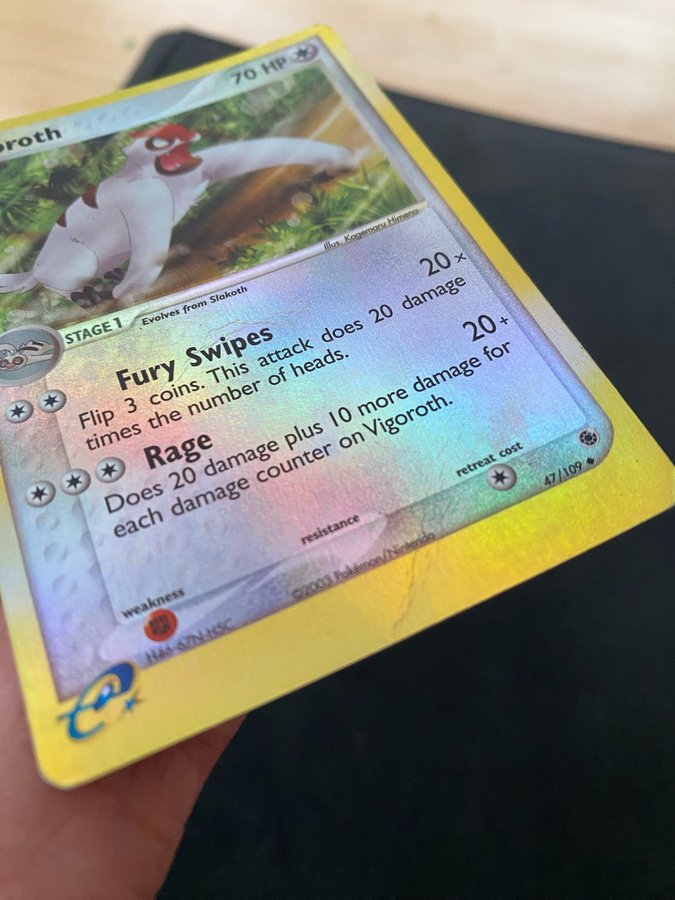 oroth 70 HP
Illus. Kagemaru Himeno
STAGE 1 Evolves from Slakoth
Fury Swipes 20×
Flip 3 coins. This attack does 20 damage
times the number of heads.
Rage 20+
Does 20 damage plus 10 more damage for
each damage counter on Vigoroth.
weakness resistance retreat cost
47/109
©2003 Pokémon/Nintendo
e